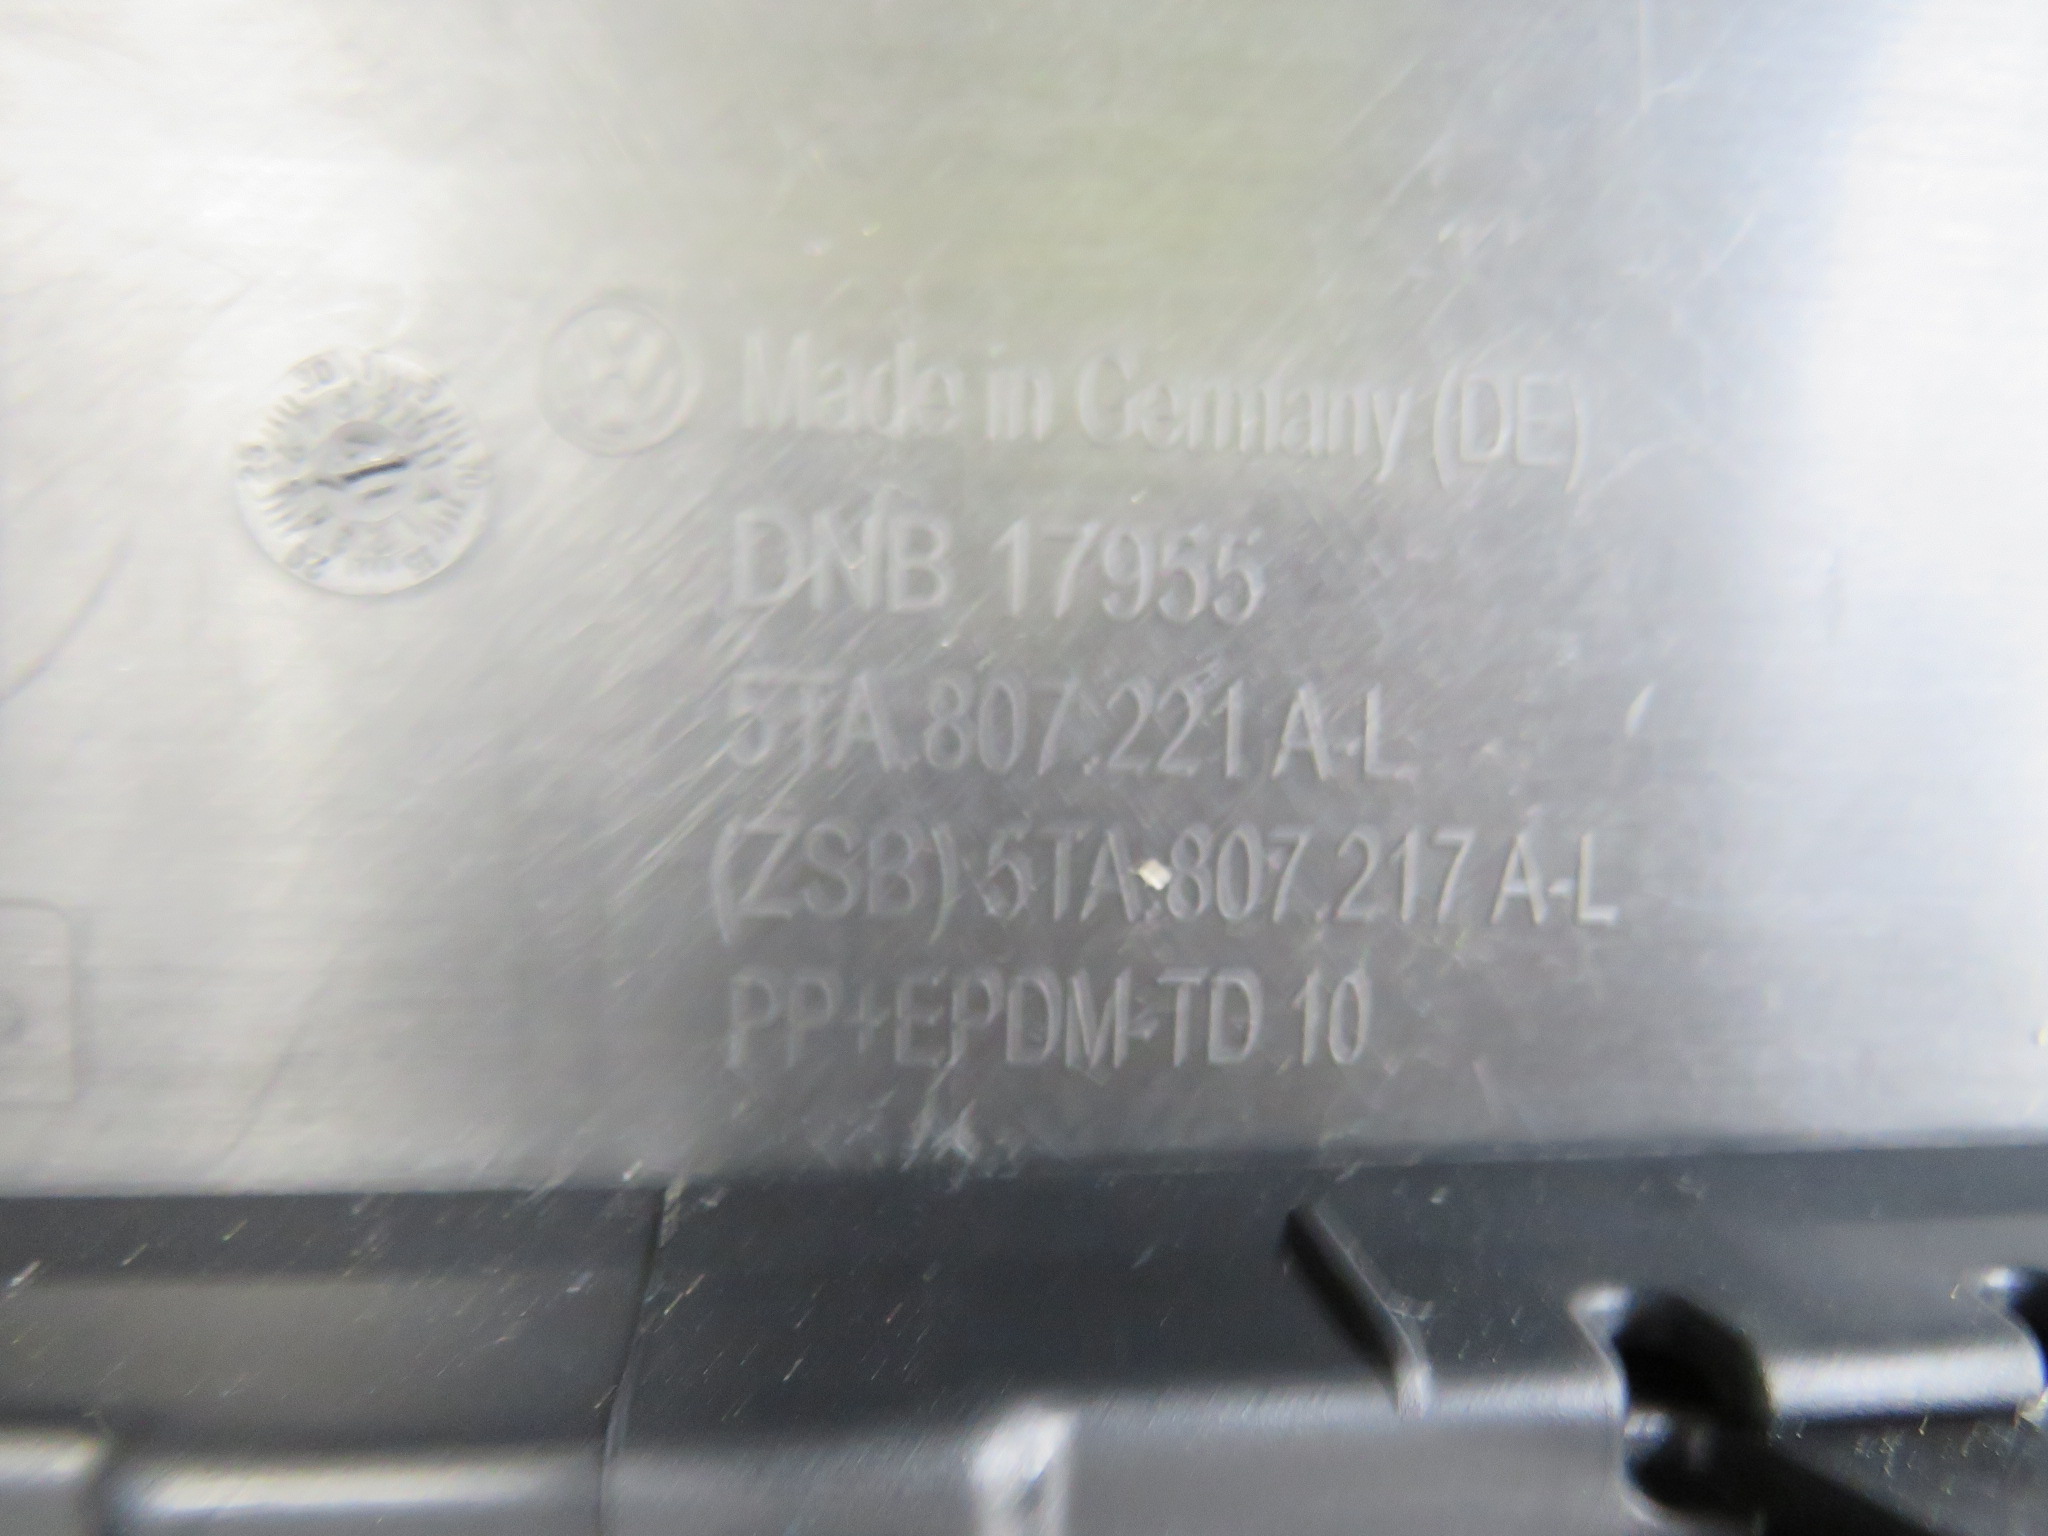 Made in Germany (DE)
DNB 17955
5TA.807.221 A-L
(ZSB) 5TA.807.217 A-L
PP+EPDM-TD 10